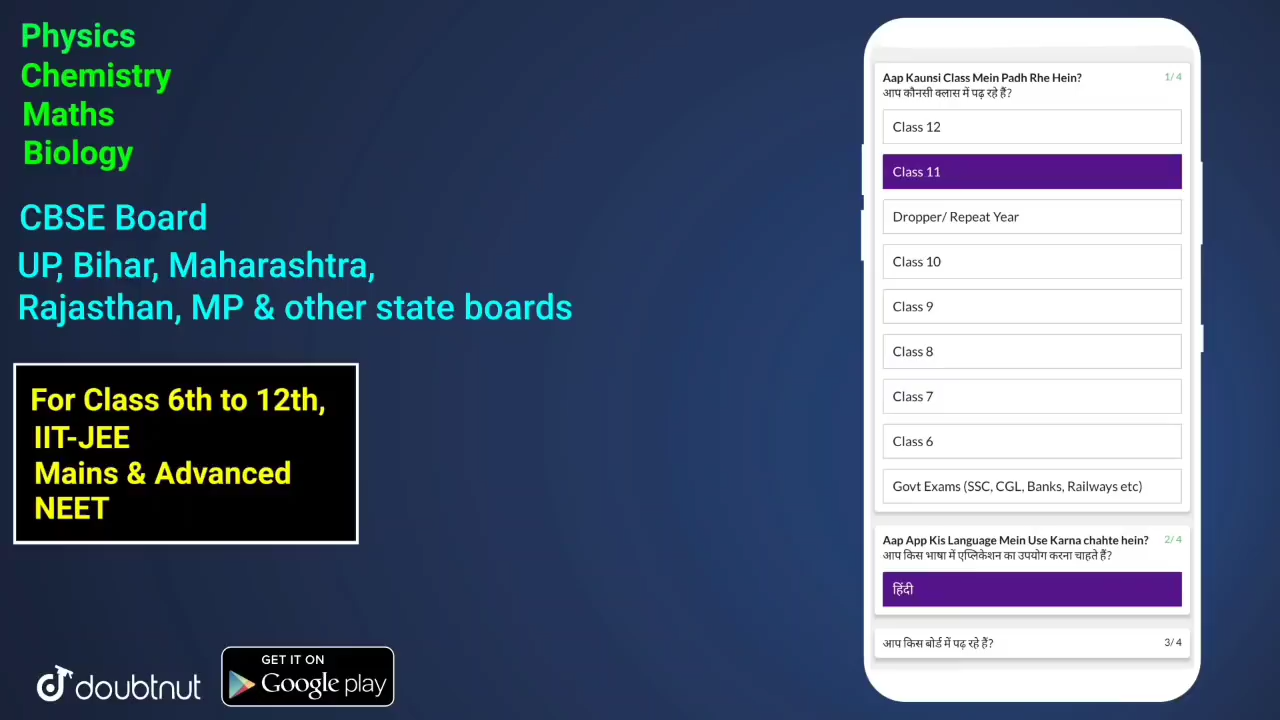 Physics
Chemistry
Maths
Biology
CBSE Board
UP, Bihar, Maharashtra,
Rajasthan, MP & other state boards
For Class 6th to 12th,
IIT-JEE
Mains & Advanced
NEET
doubtnut
GET IT ON
Google play
Aap Kaunsi Class Mein Padh Rhe Hein? 1/4
आप कौनसी क्लास में पढ़ रहे हैं?
Class 12
Class 11
Dropper/ Repeat Year
Class 10
Class 9
Class 8
Class 7
Class 6
Govt Exams (SSC, CGL, Banks, Railways etc)
Aap App Kis Language Mein Use Karna chahte hein? 2/4
आप किस भाषा में एप्लिकेशन का उपयोग करना चाहते हैं?
हिंदी
आप किस बोर्ड में पढ़ रहे हैं? 3/4